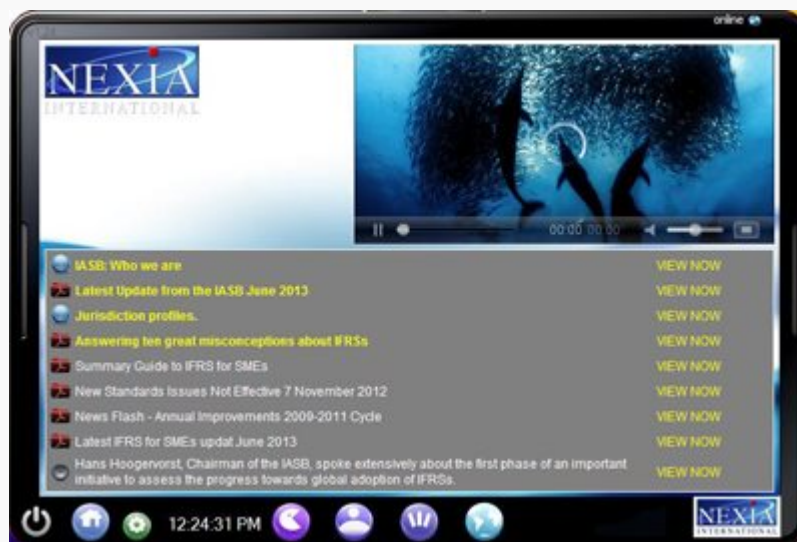 online
NEXIA
INTERNATIONAL
00:00 00:00
IASB: Who we are VIEW NOW
Latest Update from the IASB June 2013 VIEW NOW
Jurisdiction profiles. VIEW NOW
Answering ten great misconceptions about IFRSs VIEW NOW
Summary Guide to IFRS for SMEs VIEW NOW
New Standards Issues Not Effective 7 November 2012 VIEW NOW
News Flash - Annual Improvements 2009-2011 Cycle VIEW NOW
Latest IFRS for SMEs updat June 2013 VIEW NOW
Hans Hoogervorst, Chairman of the IASB, spoke extensively about the first phase of an important
initiative to assess the progress towards global adoption of IFRSs. VIEW NOW
12:24:31 PM
NEXIA
INTERNATIONAL